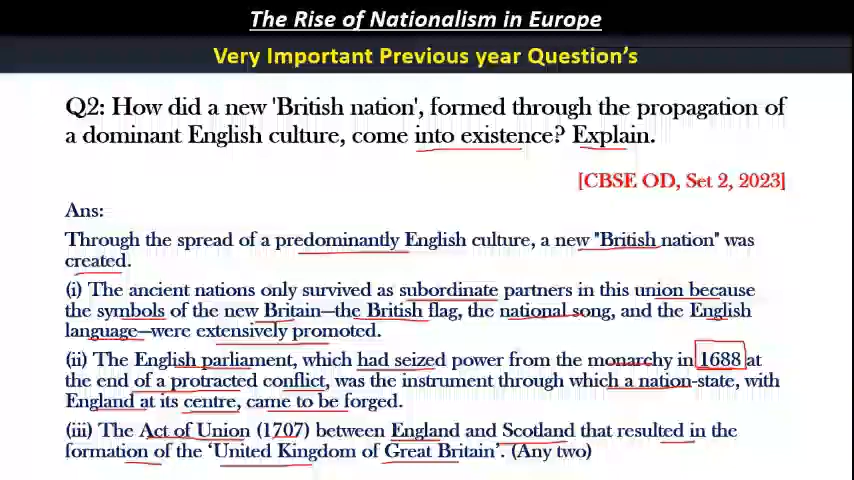 The Rise of Nationalism in Europe
Very Important Previous year Question's
Q2: How did a new 'British nation', formed through the propagation of
a dominant English culture, come into existence? Explain.
[CBSE OD, Set 2, 2023]
Ans:
Through the spread of a predominantly English culture, a new "British nation" was
created.
(i) The ancient nations only survived as subordinate partners in this union because
the symbols of the new Britain—the British flag, the national song, and the English
language—were extensively promoted.
(ii) The English parliament, which had seized power from the monarchy in 1688 at
the end of a protracted conflict, was the instrument through which a nation-state, with
England at its centre, came to be forged.
(iii) The Act of Union (1707) between England and Scotland that resulted in the
formation of the 'United Kingdom of Great Britain'. (Any two)